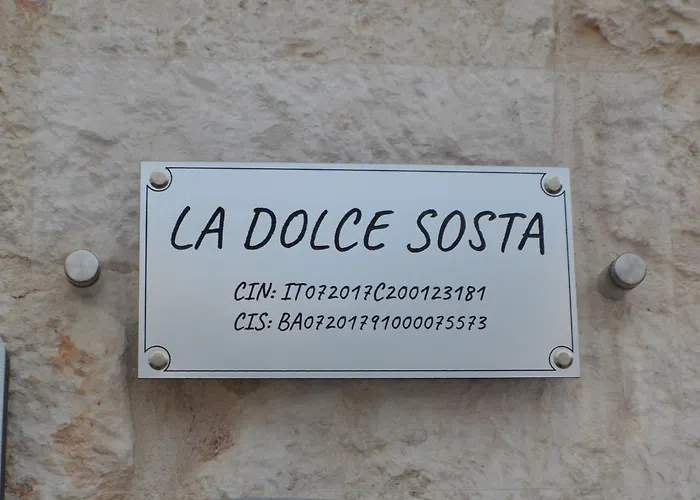 LA DOLCE SOSTA
CIN: IT072017C200123181
CIS: BA07201791000075573